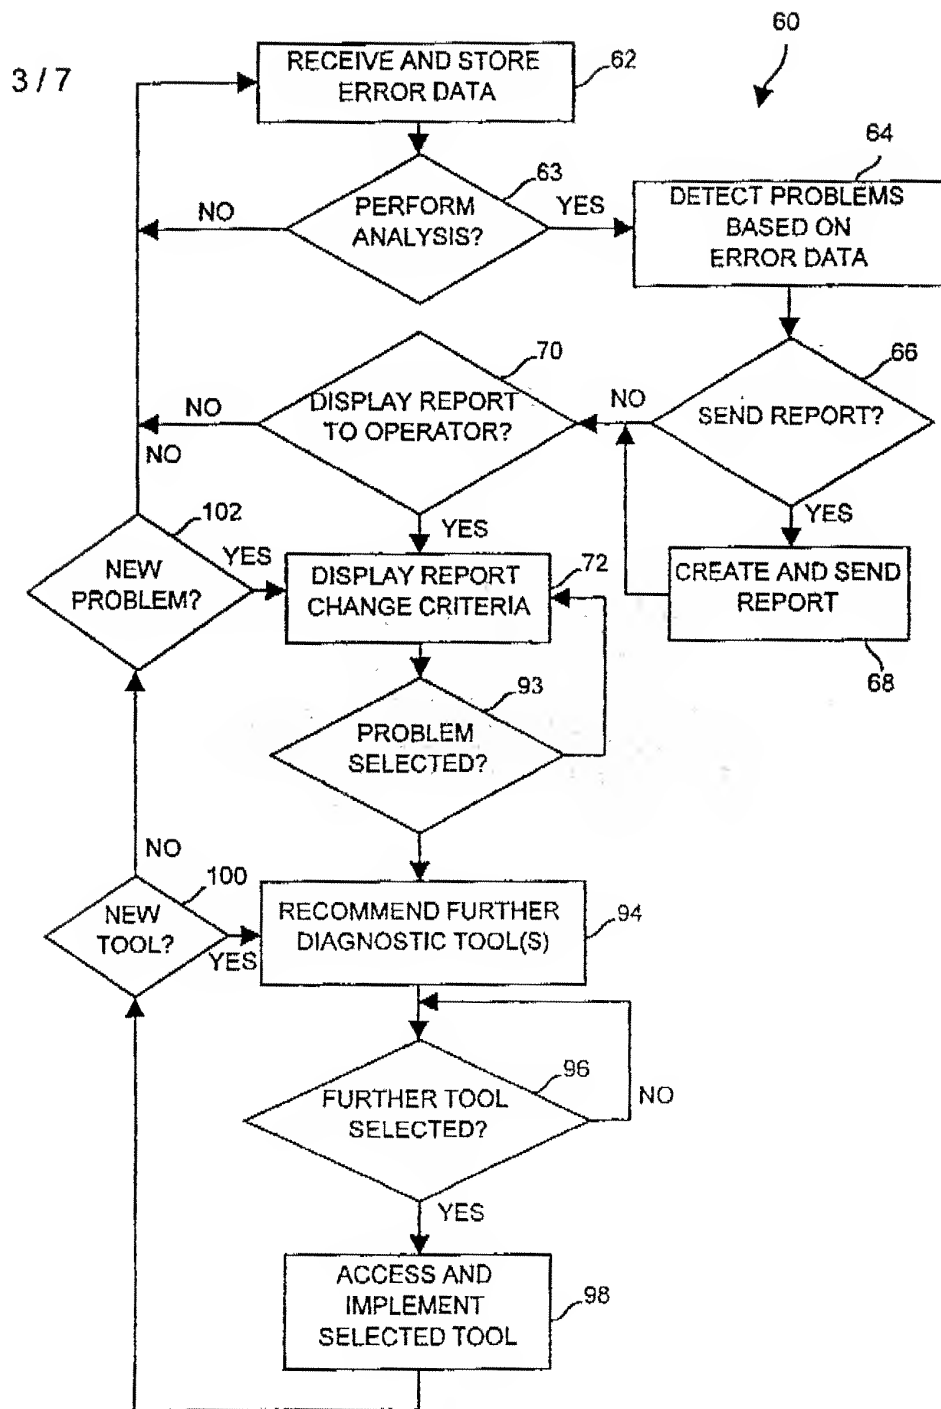 3 / 7
60
RECEIVE AND STORE
ERROR DATA
62
PERFORM
ANALYSIS?
63
NO
YES
DETECT PROBLEMS
BASED ON
ERROR DATA
64
SEND REPORT?
66
NO
YES
CREATE AND SEND
REPORT
68
DISPLAY REPORT
TO OPERATOR?
70
NO
YES
DISPLAY REPORT
CHANGE CRITERIA
72
NEW
PROBLEM?
102
NO
YES
PROBLEM
SELECTED?
93
RECOMMEND FURTHER
DIAGNOSTIC TOOL(S)
94
NEW
TOOL?
100
NO
YES
FURTHER TOOL
SELECTED?
96
NO
YES
ACCESS AND
IMPLEMENT
SELECTED TOOL
98